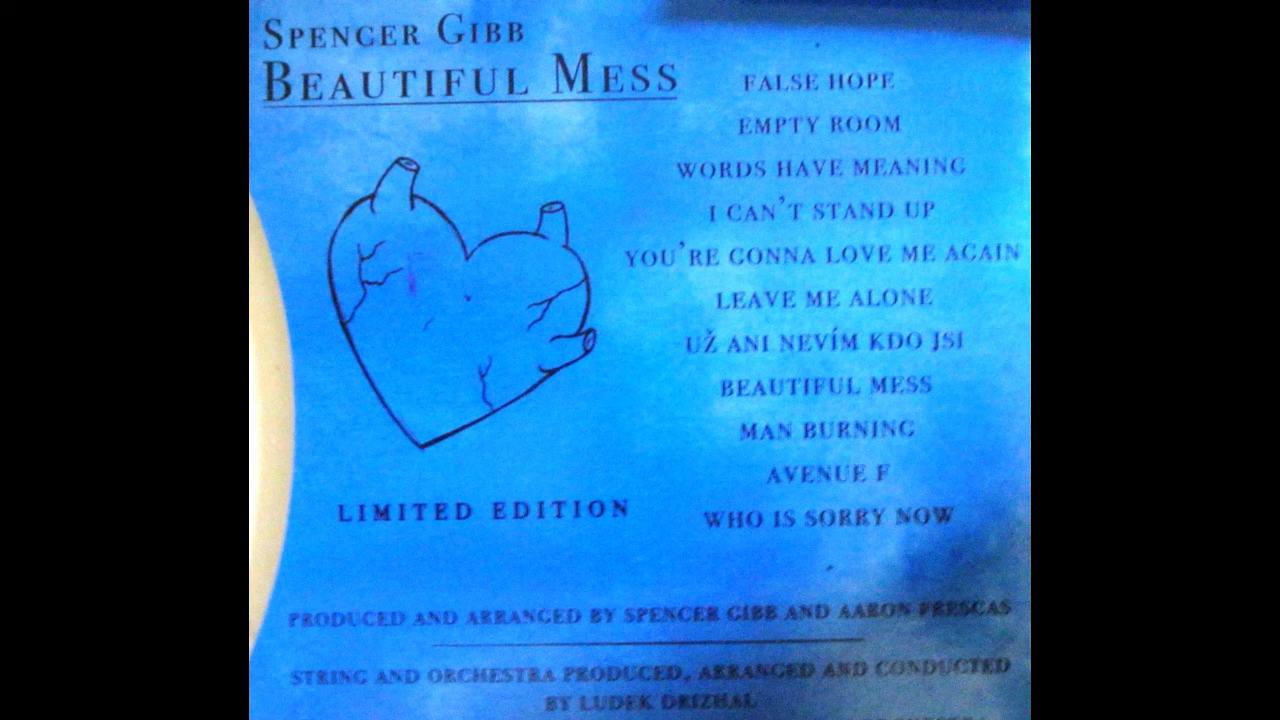 SPENCER GIBB
BEAUTIFUL MESS
FALSE HOPE
EMPTY ROOM
WORDS HAVE MEANING
I CAN'T STAND UP
YOU'RE GONNA LOVE ME AGAIN
LEAVE ME ALONE
UŽ ANI NEVÍM KDO JSI
BEAUTIFUL MESS
MAN BURNING
AVENUE F
WHO IS SORRY NOW
LIMITED EDITION
PRODUCED AND ARRANGED BY SPENCER GIBB AND AARON PRESCAS
STRING AND ORCHESTRA PRODUCED, ARRANGED AND CONDUCTED
BY LUDEK DRIZHAL